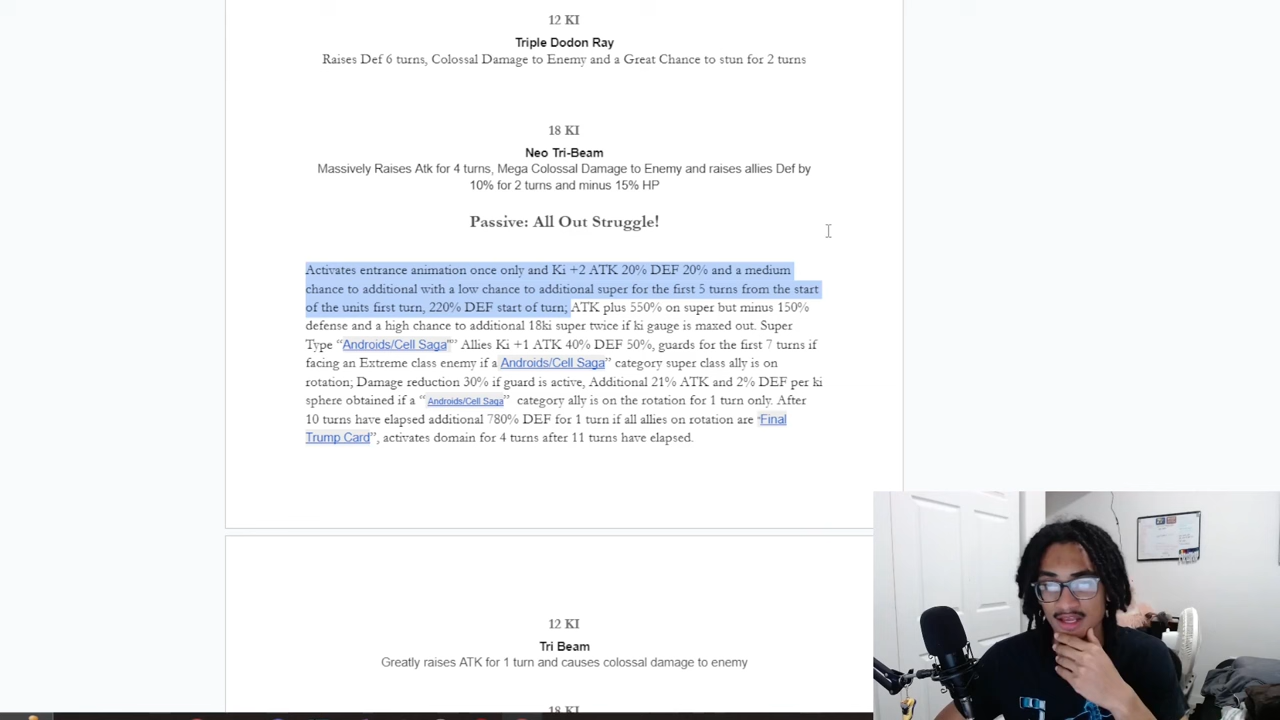 12 KI
Triple Dodon Ray
Raises Def 6 turns, Colossal Damage to Enemy and a Great Chance to stun for 2 turns
18 KI
Neo Tri-Beam
Massively Raises Atk for 4 turns, Mega Colossal Damage to Enemy and raises allies Def by
10% for 2 turns and minus 15% HP
Passive: All Out Struggle!
Activates entrance animation once only and Ki +2 ATK 20% DEF 20% and a medium
chance to additional with a low chance to additional super for the first 5 turns from the start
of the units first turn, 220% DEF start of turn; ATK plus 550% on super but minus 150%
defense and a high chance to additional 18ki super twice if ki gauge is maxed out. Super
Type “Androids/Cell Saga”” Allies Ki +1 ATK 40% DEF 50%, guards for the first 7 turns if
facing an Extreme class enemy if a Androids/Cell Saga” category super class ally is on
rotation; Damage reduction 30% if guard is active, Additional 21% ATK and 2% DEF per ki
sphere obtained if a “Androids/Cell Saga” category ally is on the rotation for 1 turn only. After
10 turns have elapsed additional 780% DEF for 1 turn if all allies on rotation are “Final
Trump Card”, activates domain for 4 turns after 11 turns have elapsed.
12 KI
Tri Beam
Greatly raises ATK for 1 turn and causes colossal damage to enemy
18 KI